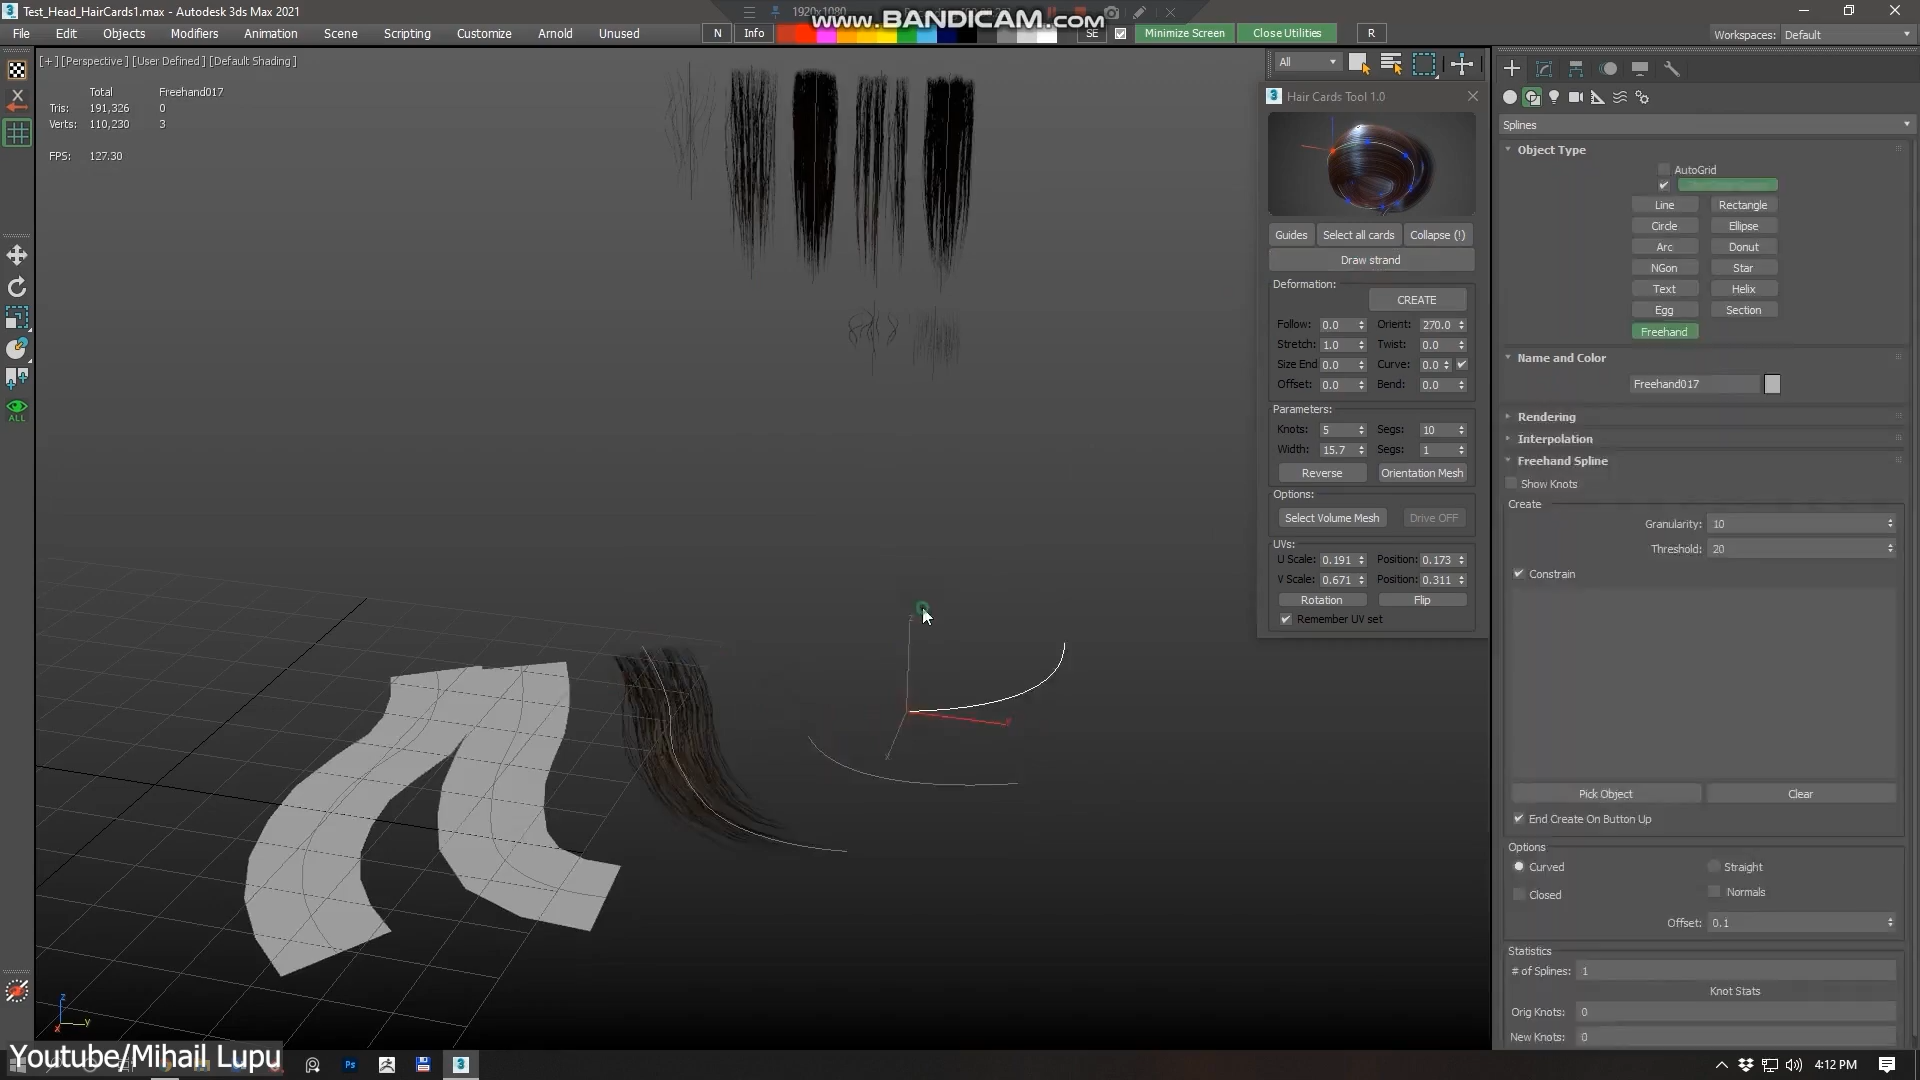 Test_Head_HairCards1.max - Autodesk 3ds Max 2021
1920x1080
www.BANDICAM.com
File Edit Objects Modifiers Animation Scene Scripting Customize Arnold Unused
N Info SE Minimize Screen Close Utilities R
Workspaces: Default
[+] [Perspective] [User Defined] [Default Shading]
Total Freehand017
Tris: 191,326 0
Verts: 110,230 3
FPS: 127.30
ALL
z
y
x
All
Hair Cards Tool 1.0
Guides Select all cards Collapse (!)
Draw strand
Deformation:
CREATE
Follow: 0.0 Orient: 270.0
Stretch: 1.0 Twist: 0.0
Size End 0.0 Curve: 0.0
Offset: 0.0 Bend: 0.0
Parameters:
Knots: 5 Segs: 10
Width: 15.7 Segs: 1
Reverse Orientation Mesh
Options:
Select Volume Mesh Drive OFF
UVs:
U Scale: 0.191 Position: 0.173
V Scale: 0.671 Position: 0.311
Rotation Flip
Remember UV set
Splines
Object Type
AutoGrid
Line Rectangle
Circle Ellipse
Arc Donut
NGon Star
Text Helix
Egg Section
Freehand
Name and Color
Freehand017
Rendering
Interpolation
Freehand Spline
Show Knots
Create
Granularity: 10
Threshold: 20
Constrain
Pick Object Clear
End Create On Button Up
Options
Curved Straight
Closed Normals
Offset: 0.1
Statistics
# of Splines: 1
Knot Stats
Orig Knots: 0
New Knots: 0
Youtube/Mihail Lupu
Ps
3
4:12 PM